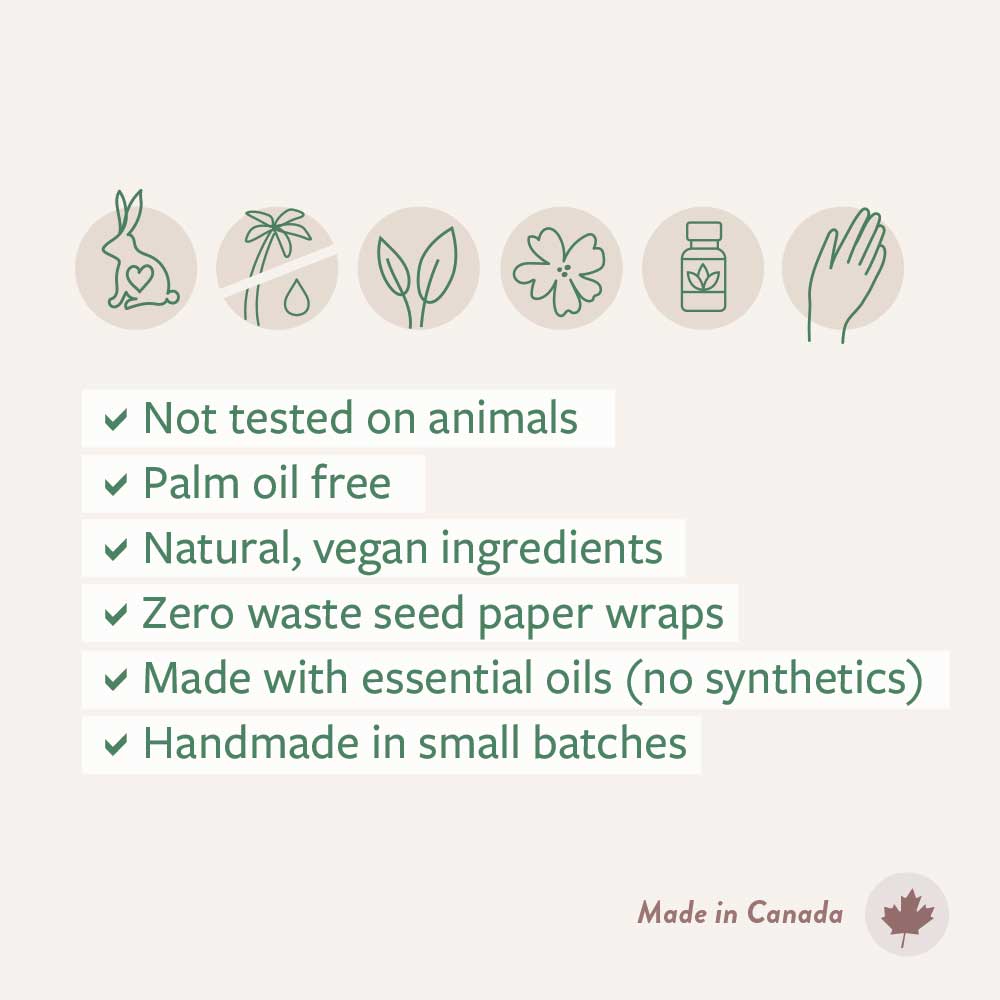 ✓ Not tested on animals
✓ Palm oil free
✓ Natural, vegan ingredients
✓ Zero waste seed paper wraps
✓ Made with essential oils (no synthetics)
✓ Handmade in small batches
Made in Canada